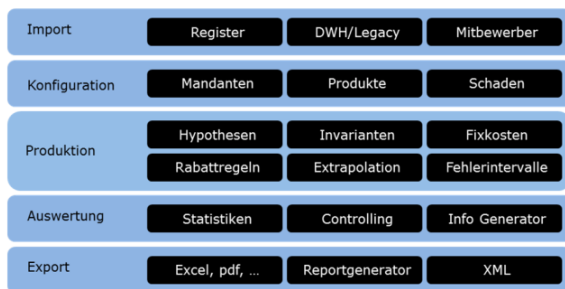 Import Register DWH/Legacy Mitbewerber
Konfiguration Mandanten Produkte Schaden
Produktion
Hypothesen Invarianten Fixkosten
Rabattregeln Extrapolation Fehlerintervalle
Auswertung Statistiken Controlling Info Generator
Export Excel, pdf, ... Reportgenerator XML